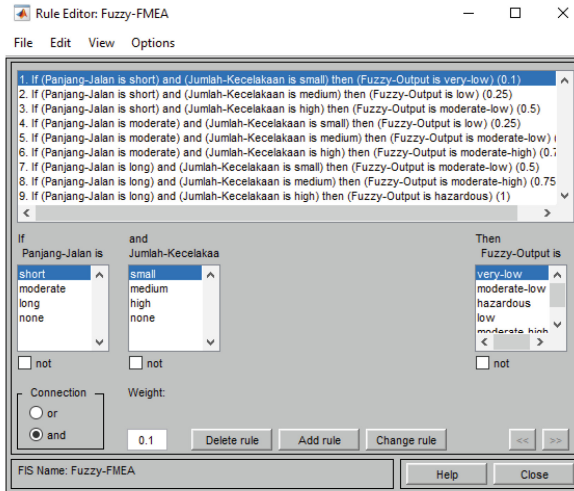 Rule Editor: Fuzzy-FMEA
File Edit View Options
1. If (Panjang-Jalan is short) and (Jumlah-Kecelakaan is small) then (Fuzzy-Output is very-low) (0.1)
2. If (Panjang-Jalan is short) and (Jumlah-Kecelakaan is medium) then (Fuzzy-Output is low) (0.25)
3. If (Panjang-Jalan is short) and (Jumlah-Kecelakaan is high) then (Fuzzy-Output is moderate-low) (0.5)
4. If (Panjang-Jalan is moderate) and (Jumlah-Kecelakaan is small) then (Fuzzy-Output is low) (0.25)
5. If (Panjang-Jalan is moderate) and (Jumlah-Kecelakaan is medium) then (Fuzzy-Output is moderate-low) (
6. If (Panjang-Jalan is moderate) and (Jumlah-Kecelakaan is high) then (Fuzzy-Output is moderate-high) (0.7
7. If (Panjang-Jalan is long) and (Jumlah-Kecelakaan is small) then (Fuzzy-Output is moderate-low) (0.5)
8. If (Panjang-Jalan is long) and (Jumlah-Kecelakaan is medium) then (Fuzzy-Output is moderate-high) (0.75
9. If (Panjang-Jalan is long) and (Jumlah-Kecelakaan is high) then (Fuzzy-Output is hazardous) (1)
If and Then
Panjang-Jalan is Jumlah-Kecelakaa Fuzzy-Output is
short small very-low
moderate medium moderate-low
long high hazardous
none none low
moderate-high
not not not
Connection Weight:
or
and 0.1 Delete rule Add rule Change rule << >>
FIS Name: Fuzzy-FMEA Help Close